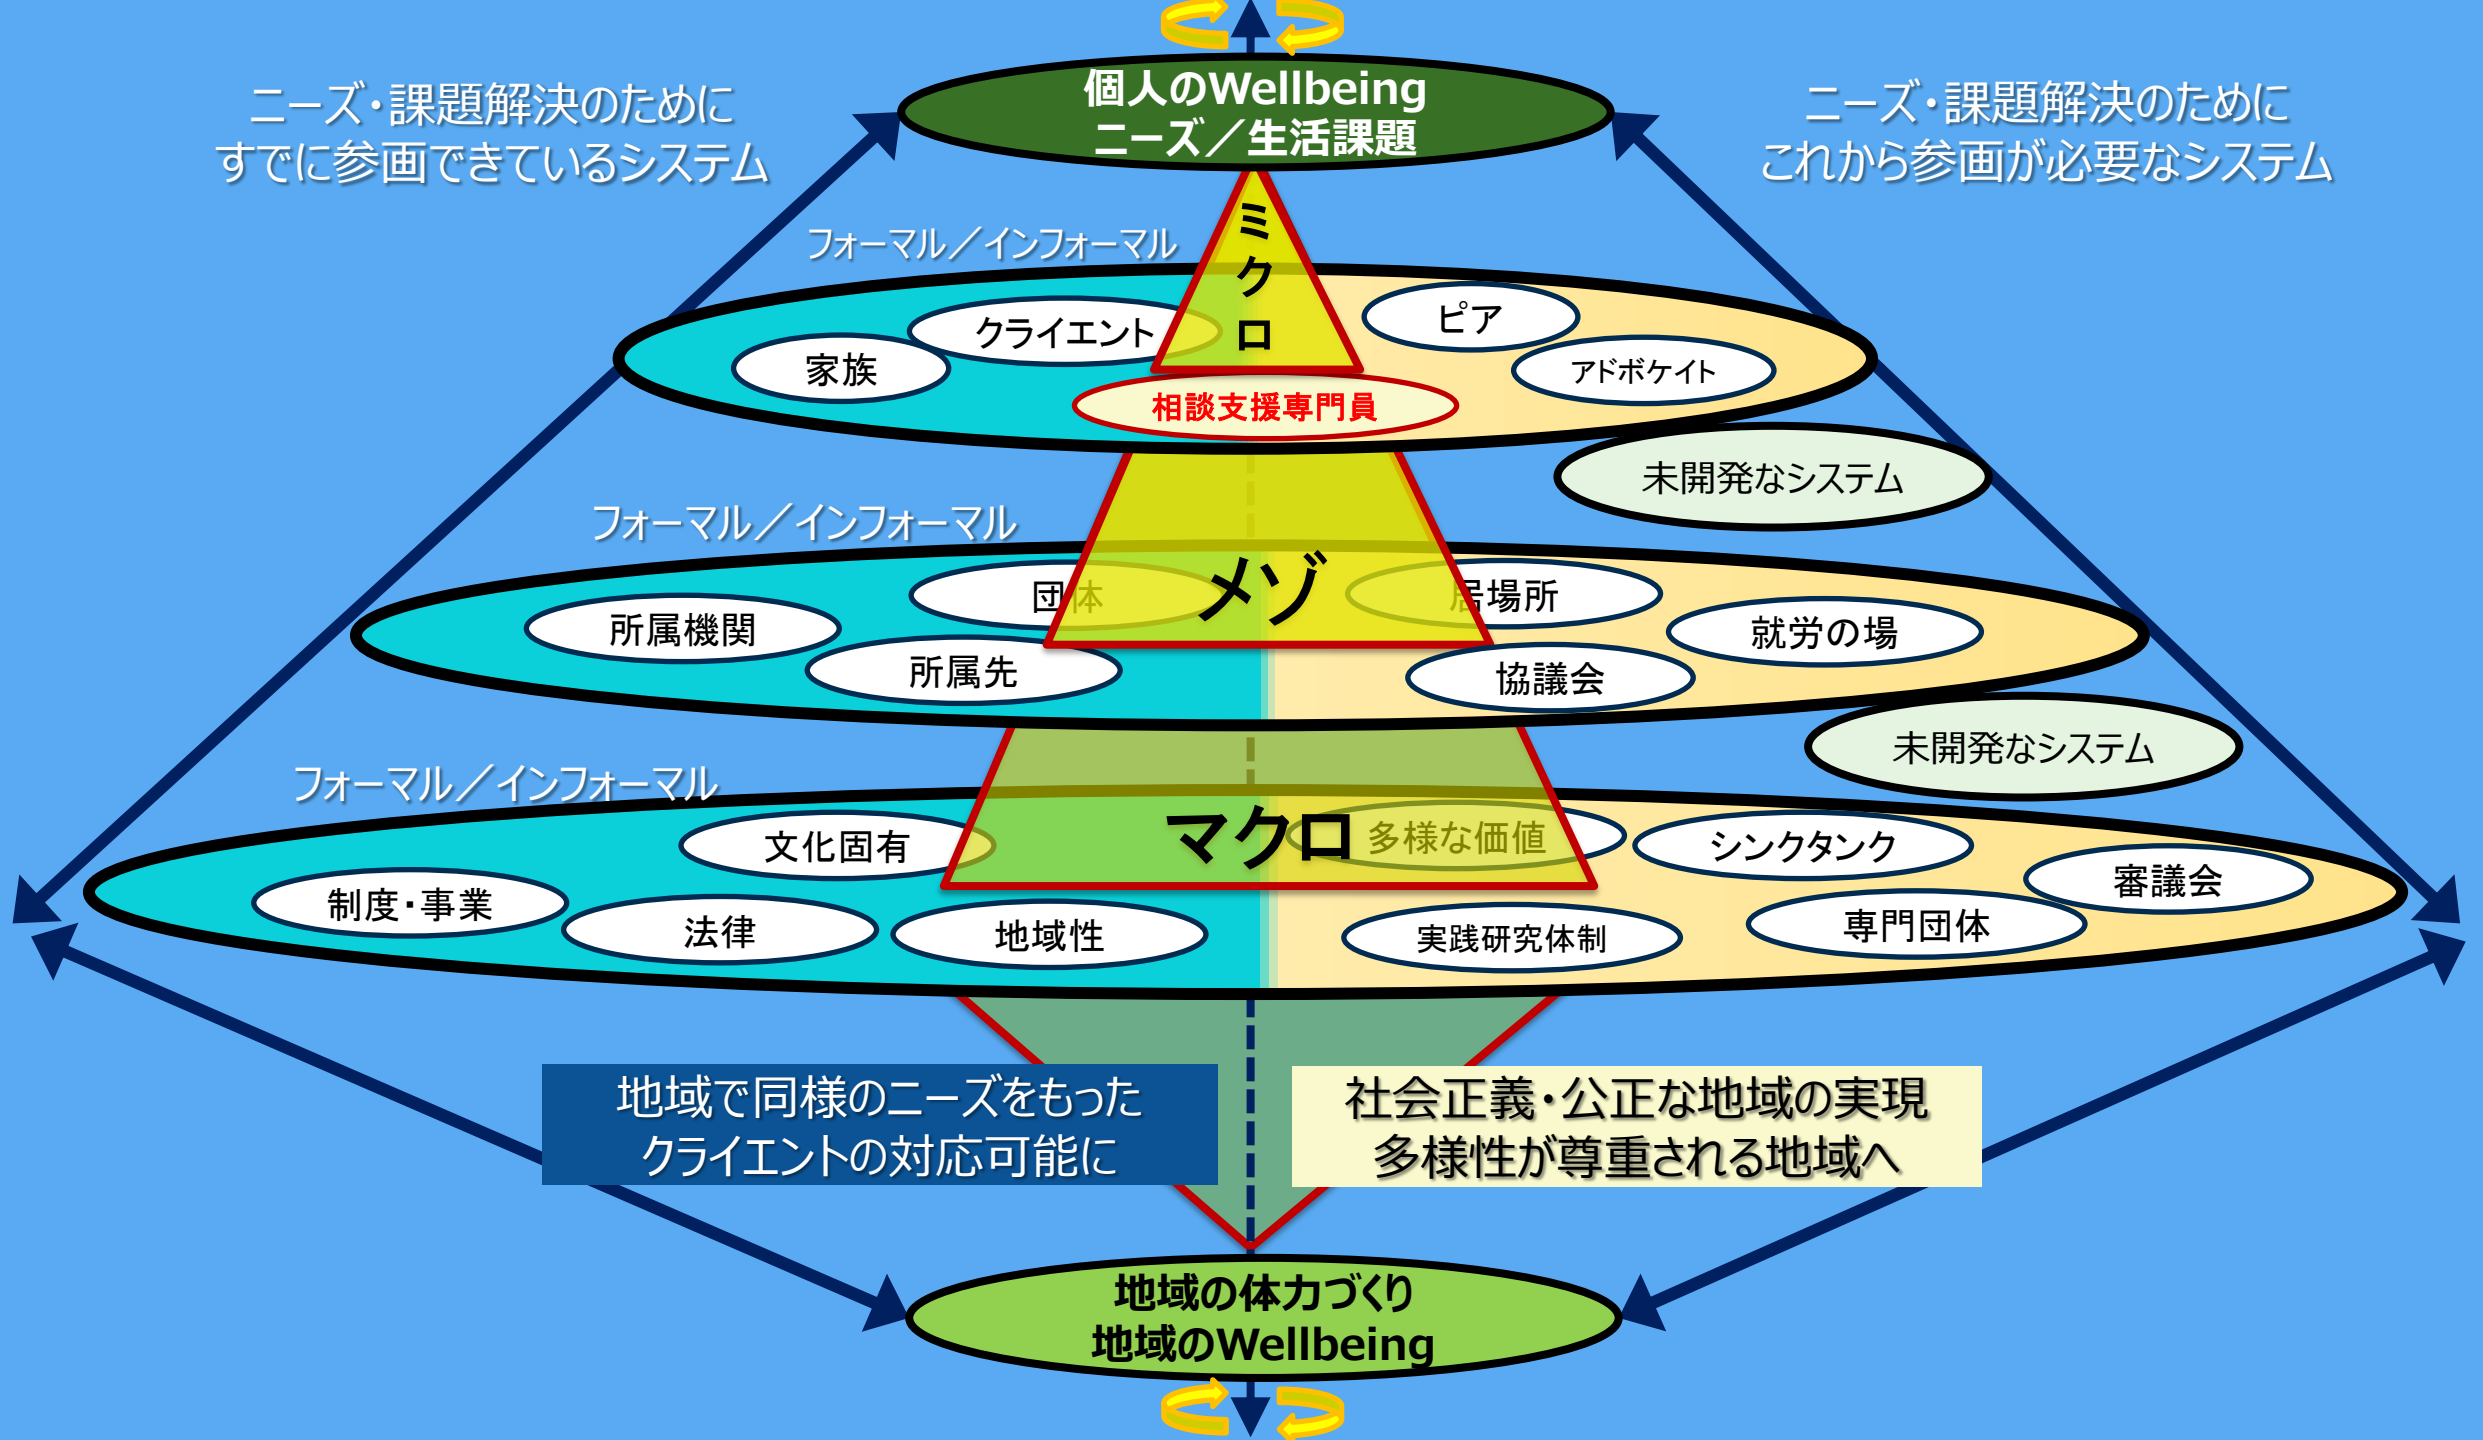 個人のWellbeing
ニーズ／生活課題
ニーズ・課題解決のために
すでに参画できているシステム
ニーズ・課題解決のために
これから参画が必要なシステム
フォーマル／インフォーマル
ミクロ
クライエント
家族
ピア
アドボケイト
相談支援専門員
未開発なシステム
フォーマル／インフォーマル
メゾ
団体
所属機関
所属先
居場所
就労の場
協議会
未開発なシステム
フォーマル／インフォーマル
マクロ
文化固有
制度・事業
法律
地域性
多様な価値
シンクタンク
審議会
専門団体
実践研究体制
地域で同様のニーズをもった
クライエントの対応可能に
社会正義・公正な地域の実現
多様性が尊重される地域へ
地域の体力づくり
地域のWellbeing